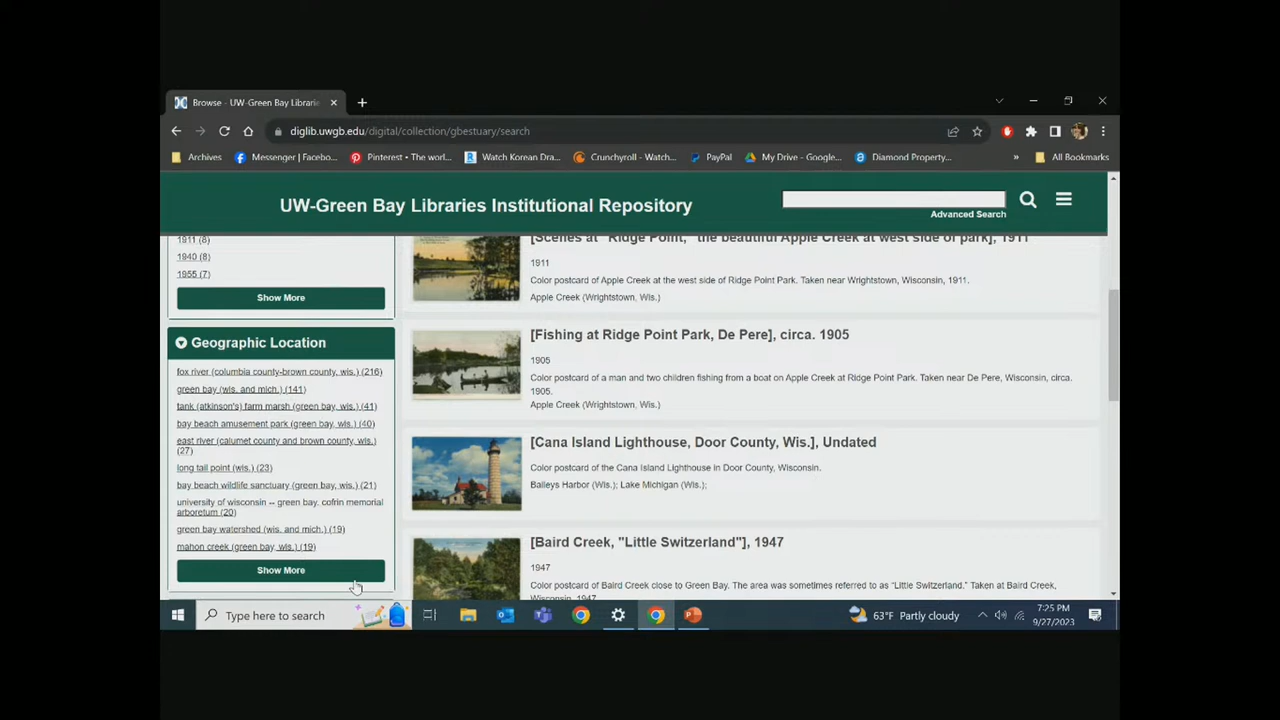 Browse - UW-Green Bay Librarie
diglib.uwgb.edu/digital/collection/gbestuary/search
Archives
Messenger | Facebo...
Pinterest • The worl...
Watch Korean Dra...
Crunchyroll - Watch...
PayPal
My Drive - Google...
Diamond Property...
»
All Bookmarks
UW-Green Bay Libraries Institutional Repository
Advanced Search
1911 (8)
1940 (8)
1955 (7)
Show More
Geographic Location
fox river (columbia county-brown county, wis.) (216)
green bay (wis. and mich.) (141)
tank (atkinson's) farm marsh (green bay, wis.) (41)
bay beach amusement park (green bay, wis.) (40)
east river (calumet county and brown county, wis.)
(27)
long tail point (wis.) (23)
bay beach wildlife sanctuary (green bay, wis.) (21)
university of wisconsin -- green bay. cofrin memorial
arboretum (20)
green bay watershed (wis. and mich.) (19)
mahon creek (green bay, wis.) (19)
Show More
[Scenes at "Ridge Point," the beautiful Apple Creek at west side of park], 1911
1911
Color postcard of Apple Creek at the west side of Ridge Point Park. Taken near Wrightstown, Wisconsin, 1911.
Apple Creek (Wrightstown, Wis.)
[Fishing at Ridge Point Park, De Pere], circa. 1905
1905
Color postcard of a man and two children fishing from a boat on Apple Creek at Ridge Point Park. Taken near De Pere, Wisconsin, circa.
1905.
Apple Creek (Wrightstown, Wis.)
[Cana Island Lighthouse, Door County, Wis.], Undated
Color postcard of the Cana Island Lighthouse in Door County, Wisconsin.
Baileys Harbor (Wis.); Lake Michigan (Wis.);
[Baird Creek, "Little Switzerland"], 1947
1947
Color postcard of Baird Creek close to Green Bay. The area was sometimes referred to as "Little Switzerland." Taken at Baird Creek,
Wisconsin, 1947.
Type here to search
63°F Partly cloudy
7:25 PM
9/27/2023